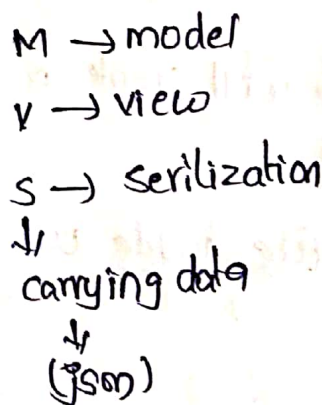 M → model
V → view
S → serilization
⇓
carrying data
⇓
(json)